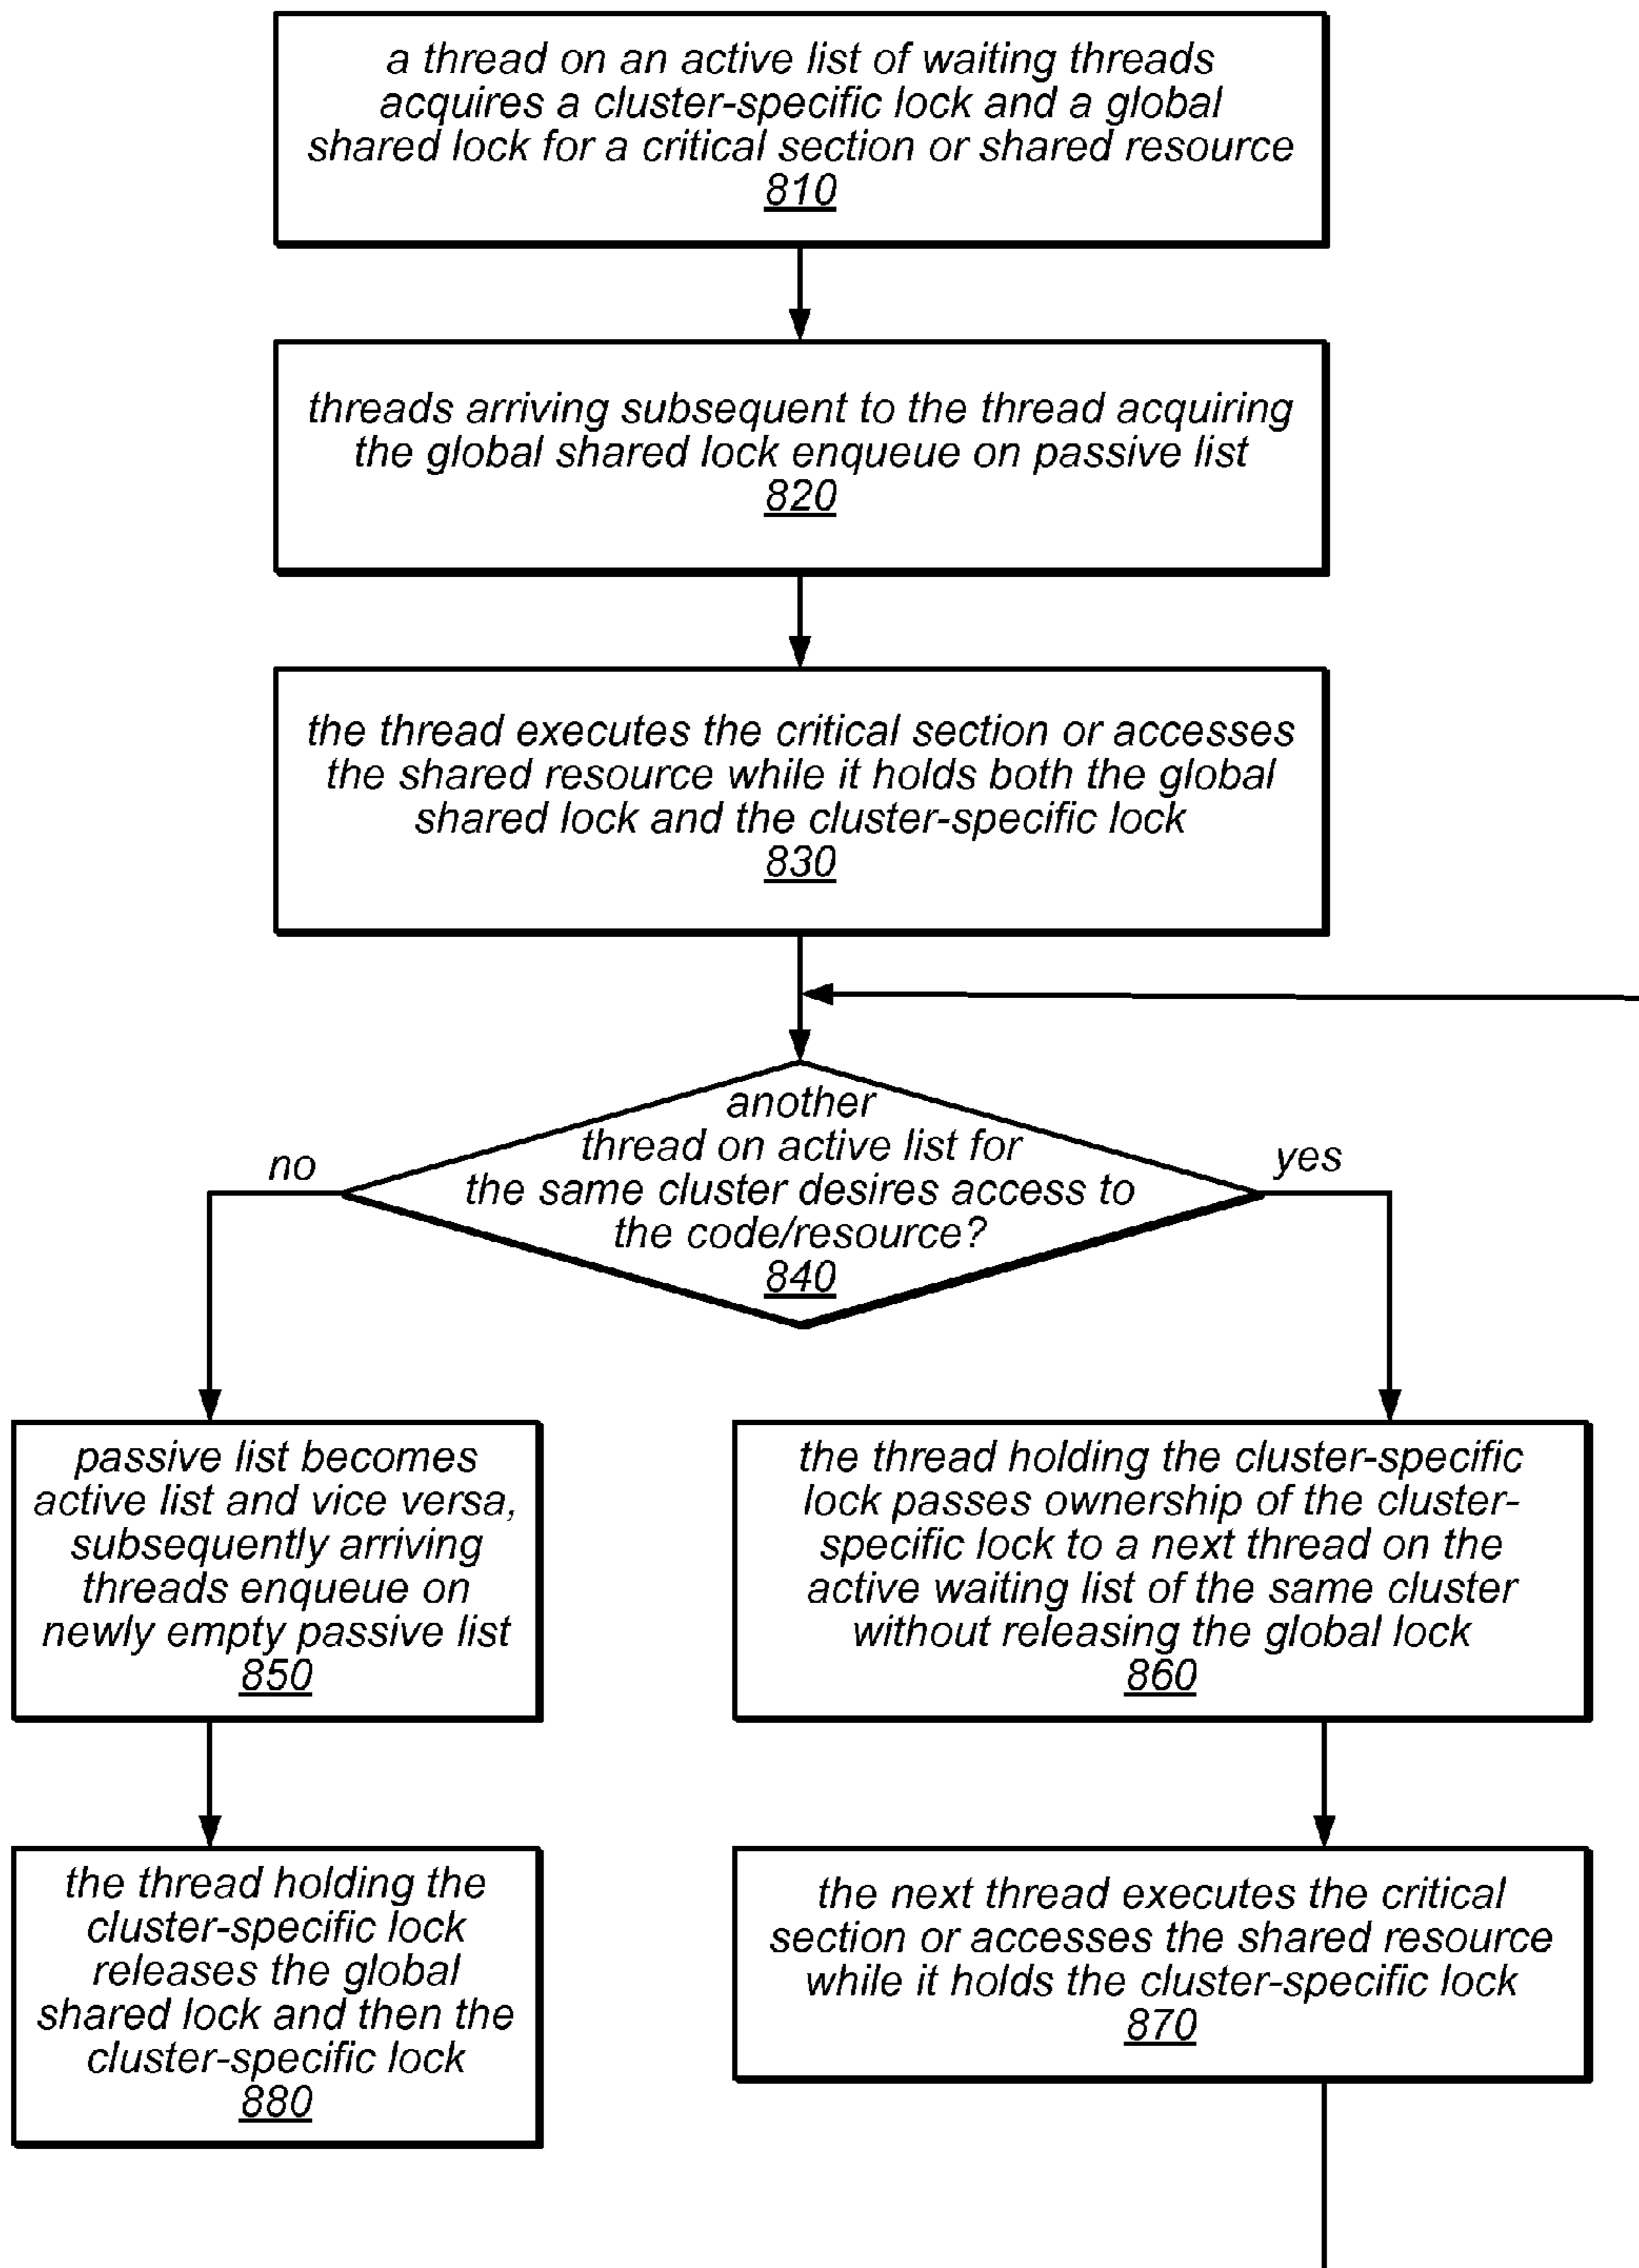 a thread on an active list of waiting threads
acquires a cluster-specific lock and a global
shared lock for a critical section or shared resource
810
threads arriving subsequent to the thread acquiring
the global shared lock enqueue on passive list
820
the thread executes the critical section or accesses
the shared resource while it holds both the global
shared lock and the cluster-specific lock
830
another
thread on active list for
the same cluster desires access to
the code/resource?
840
no
yes
passive list becomes
active list and vice versa,
subsequently arriving
threads enqueue on
newly empty passive list
850
the thread holding the cluster-specific
lock passes ownership of the cluster-
specific lock to a next thread on the
active waiting list of the same cluster
without releasing the global lock
860
the thread holding the
cluster-specific lock
releases the global
shared lock and then the
cluster-specific lock
880
the next thread executes the critical
section or accesses the shared resource
while it holds the cluster-specific lock
870